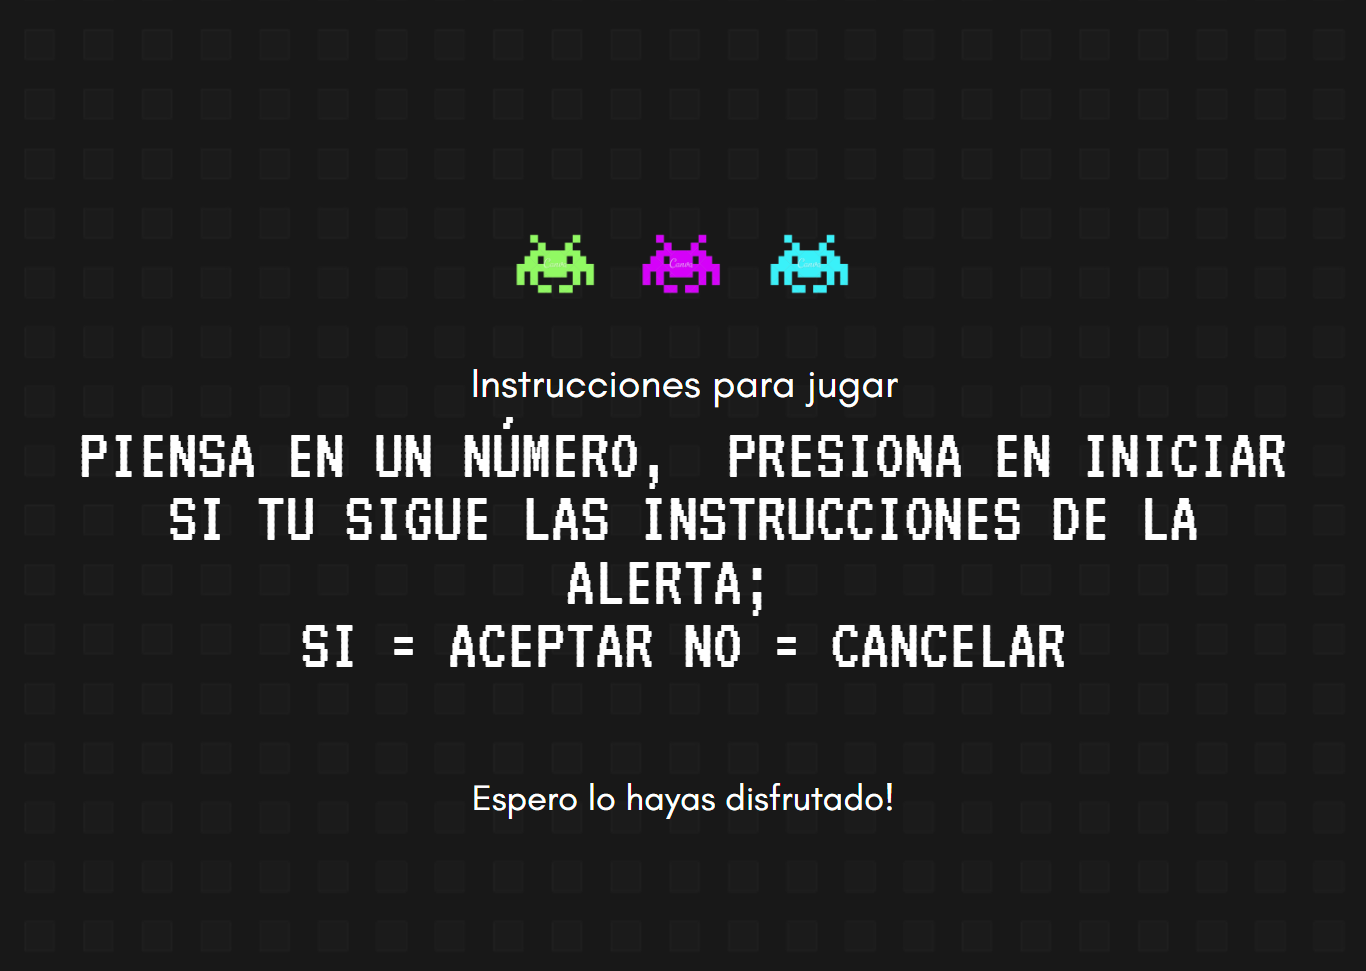 Instrucciones para jugar
PIENSA EN UN NÚMERO, PRESIONA EN INICIAR
SI TU SIGUE LAS INSTRUCCIONES DE LA
ALERTA;
SI = ACEPTAR NO = CANCELAR
Espero lo hayas disfrutado!